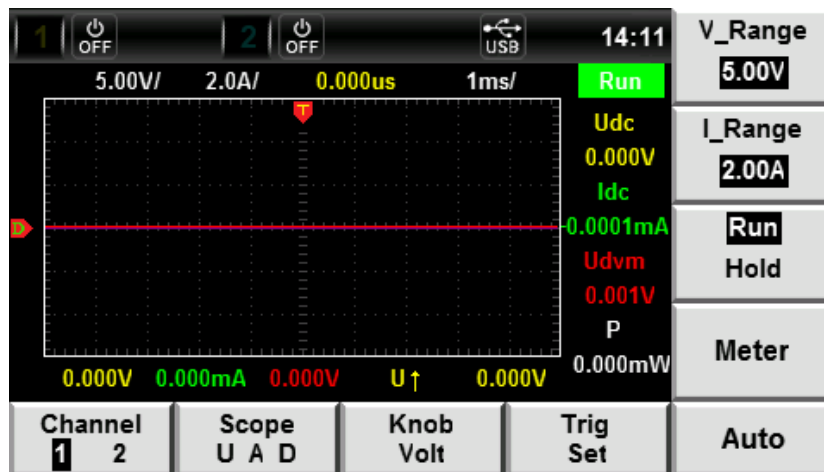 1 OFF 2 OFF USB 14:11
5.00V/ 2.0A/ 0.000us 1ms/ Run
T
Udc
0.000V
Idc
D
-0.0001mA
Udvm
0.001V
P
0.000mW
0.000V 0.000mA 0.000V U↑ 0.000V
V_Range
5.00V
I_Range
2.00A
Run
Hold
Meter
Auto
Channel
1 2
Scope
U A D
Knob
Volt
Trig
Set